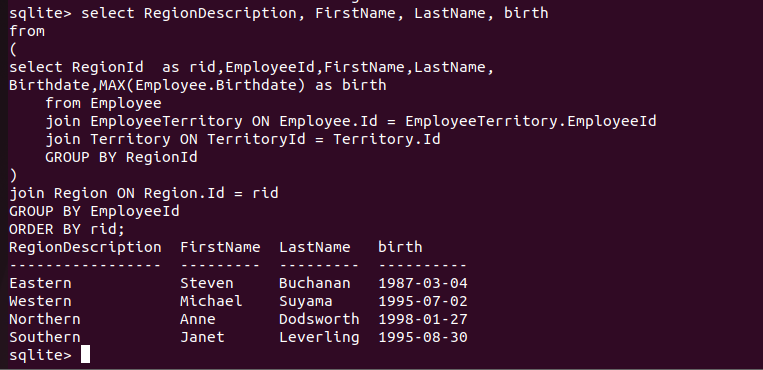 sqlite> select RegionDescription, FirstName, LastName, birth
from
(
select RegionId  as rid,EmployeeId,FirstName,LastName,
Birthdate,MAX(Employee.Birthdate) as birth
    from Employee
    join EmployeeTerritory ON Employee.Id = EmployeeTerritory.EmployeeId
    join Territory ON TerritoryId = Territory.Id
    GROUP BY RegionId
)
join Region ON Region.Id = rid
GROUP BY EmployeeId
ORDER BY rid;
RegionDescription  FirstName  LastName   birth
-----------------  ---------  ---------  ----------
Eastern            Steven     Buchanan   1987-03-04
Western            Michael    Suyama     1995-07-02
Northern           Anne       Dodsworth  1998-01-27
Southern           Janet      Leverling  1995-08-30
sqlite>